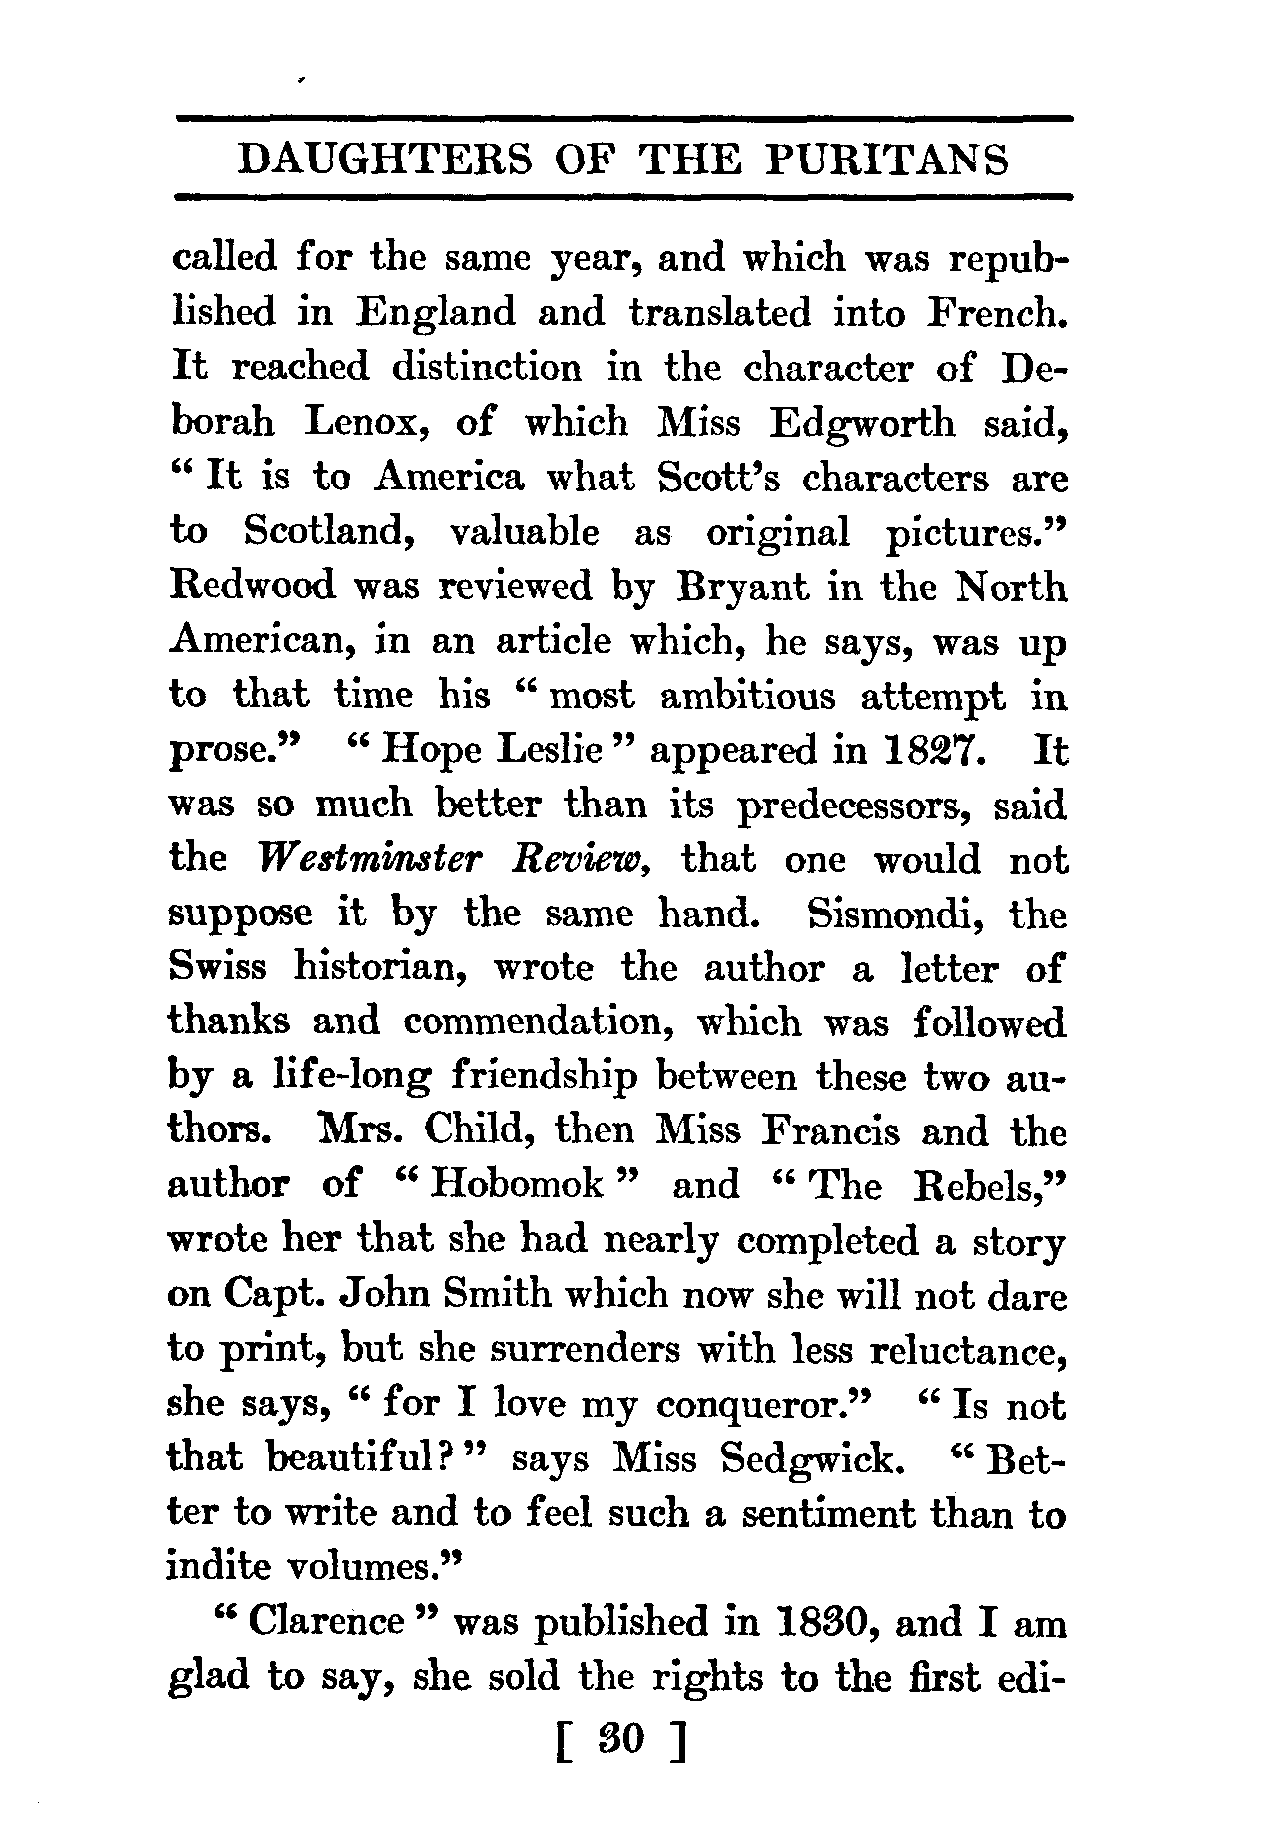 DAUGHTERS OF THE PURITANS
called for the same year, and which was repub-
lished in England and translated into French.
It reached distinction in the character of De-
borah Lenox, of which Miss Edgworth said,
“ It is to America what Scott’s characters are
to Scotland, valuable as original pictures.”
Redwood was reviewed by Bryant in the North
American, in an article which, he says, was up
to that time his “ most ambitious attempt in
prose.” “ Hope Leslie ” appeared in 1827. It
was so much better than its predecessors, said
the Westminster Review, that one would not
suppose it by the same hand. Sismondi, the
Swiss historian, wrote the author a letter of
thanks and commendation, which was followed
by a life-long friendship between these two au-
thors. Mrs. Child, then Miss Francis and the
author of “ Hobomok ” and “ The Rebels,”
wrote her that she had nearly completed a story
on Capt. John Smith which now she will not dare
to print, but she surrenders with less reluctance,
she says, “ for I love my conqueror.” “ Is not
that beautiful? ” says Miss Sedgwick. “ Bet-
ter to write and to feel such a sentiment than to
indite volumes.”
“ Clarence ” was published in 1830, and I am
glad to say, she sold the rights to the first edi-
[ 30 ]